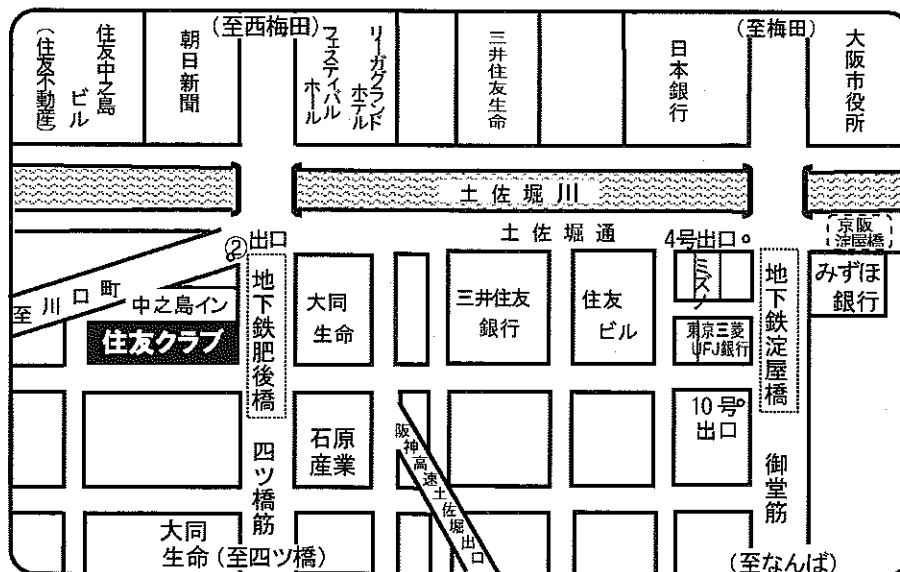 (至西梅田)
(至梅田)
住友中之島
ビル
(住友不動産)
朝日新聞
リーガグランド
ホテル
フェスティバル
ホール
三井住友生命
日本銀行
大阪市役所
土佐堀川
土佐堀通
②出口
4号出口
京阪
淀屋橋
至川口町
中之島イン
住友クラブ
地下鉄肥後橋
大同
生命
三井住友
銀行
住友
ビル
ミズノ
東京三菱
UFJ銀行
地下鉄淀屋橋
みずほ
銀行
10号
出口
石原
産業
阪神高速土佐堀出口
四ツ橋筋
御堂筋
大同
生命
(至四ツ橋)
(至なんば)